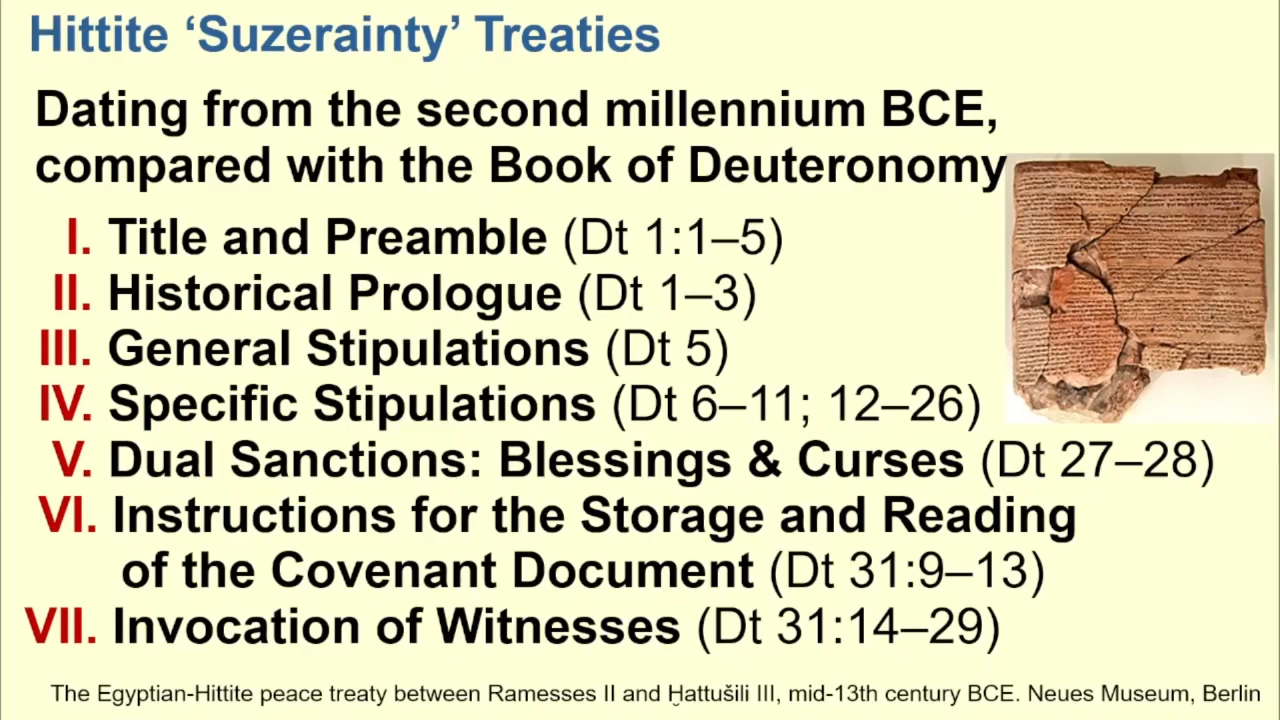 Hittite ‘Suzerainty’ Treaties
Dating from the second millennium BCE,
compared with the Book of Deuteronomy
I. Title and Preamble (Dt 1:1–5)
II. Historical Prologue (Dt 1–3)
III. General Stipulations (Dt 5)
IV. Specific Stipulations (Dt 6–11; 12–26)
V. Dual Sanctions: Blessings & Curses (Dt 27–28)
VI. Instructions for the Storage and Reading
of the Covenant Document (Dt 31:9–13)
VII. Invocation of Witnesses (Dt 31:14–29)
The Egyptian-Hittite peace treaty between Ramesses II and Ḫattušili III, mid-13th century BCE. Neues Museum, Berlin